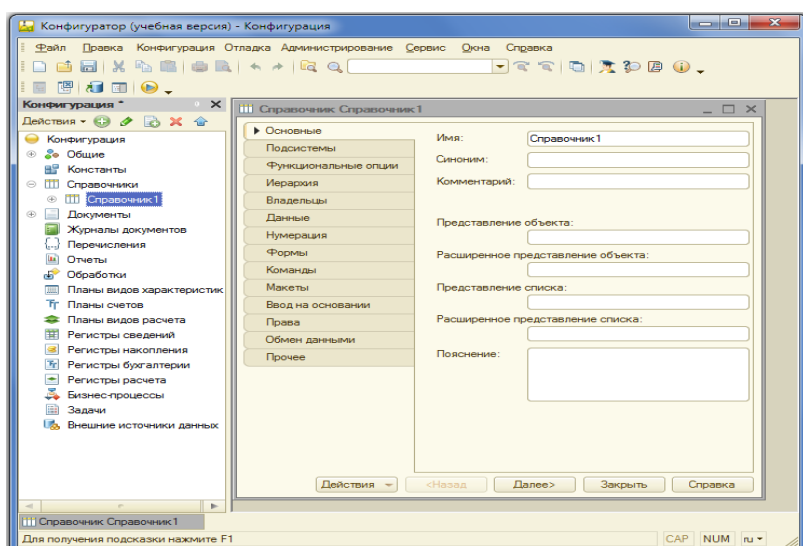 Конфигуратор (учебная версия) - Конфигурация
Файл Правка Конфигурация Отладка Администрирование Сервис Окна Справка
Конфигурация *
Действия
Конфигурация
Общие
Константы
Справочники
Справочник1
Документы
Журналы документов
Перечисления
Отчеты
Обработки
Планы видов характеристик
Планы счетов
Планы видов расчета
Регистры сведений
Регистры накопления
Регистры бухгалтерии
Регистры расчета
Бизнес-процессы
Задачи
Внешние источники данных
Справочник Справочник1
Основные
Подсистемы
Функциональные опции
Иерархия
Владельцы
Данные
Нумерация
Формы
Команды
Макеты
Ввод на основании
Права
Обмен данными
Прочее
Имя: Справочник1
Синоним:
Комментарий:
Представление объекта:
Расширенное представление объекта:
Представление списка:
Расширенное представление списка:
Пояснение:
Действия <Назад Далее> Закрыть Справка
Справочник Справочник1
Для получения подсказки нажмите F1 CAP NUM ru